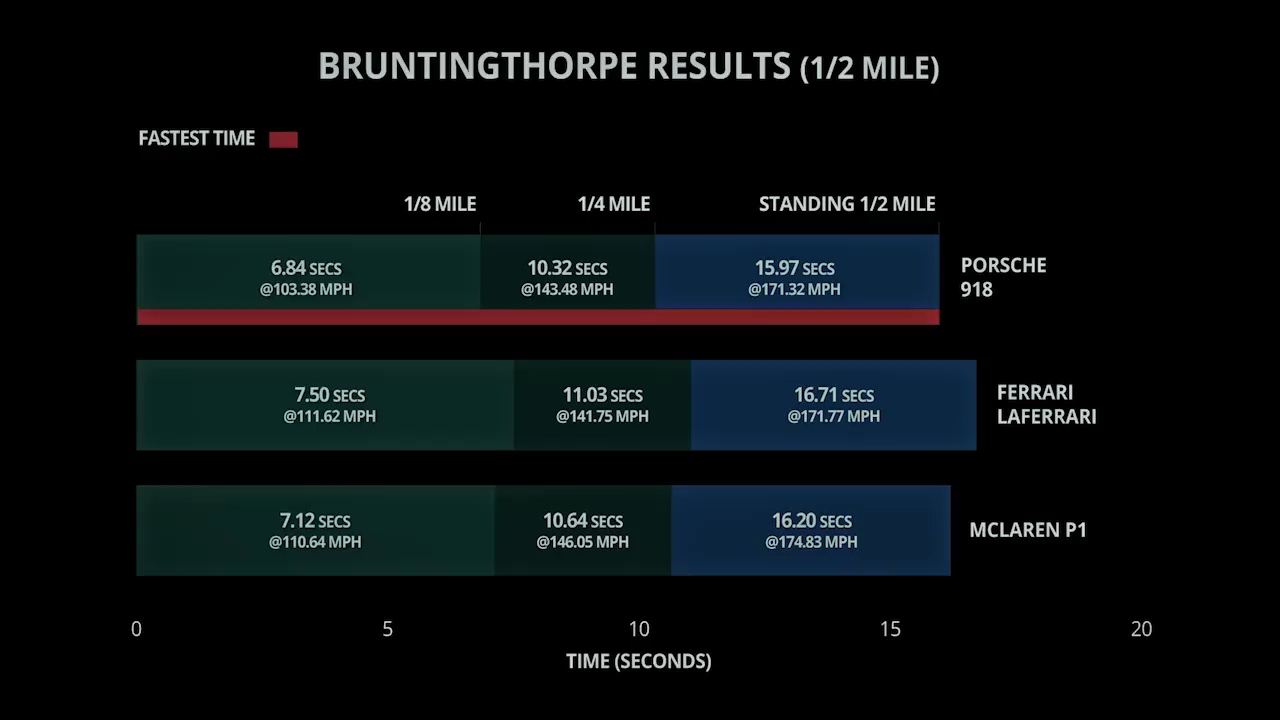 BRUNTINGTHORPE RESULTS (1/2 MILE)
FASTEST TIME
1/8 MILE 1/4 MILE STANDING 1/2 MILE
6.84 SECS 10.32 SECS 15.97 SECS PORSCHE
@103.38 MPH @143.48 MPH @171.32 MPH 918
7.50 SECS 11.03 SECS 16.71 SECS FERRARI
@111.62 MPH @141.75 MPH @171.77 MPH LAFERRARI
7.12 SECS 10.64 SECS 16.20 SECS MCLAREN P1
@110.64 MPH @146.05 MPH @174.83 MPH
0 5 10 15 20
TIME (SECONDS)